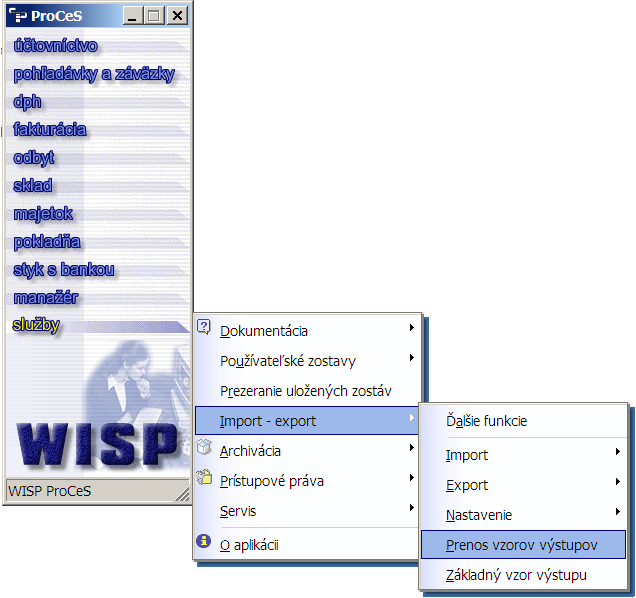 ProCeS
účtovníctvo
pohľadávky a záväzky
dph
fakturácia
odbyt
sklad
majetok
pokladňa
styk s bankou
manažér
služby
WISP
WISP ProCeS
Dokumentácia
Používateľské zostavy
Prezeranie uložených zostáv
Import - export
Archivácia
Prístupové práva
Servis
O aplikácii
Ďalšie funkcie
Import
Export
Nastavenie
Prenos vzorov výstupov
Základný vzor výstupu